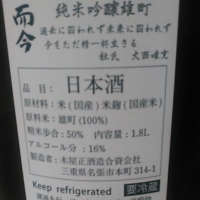 而今
純米吟醸雄町
過去に囚われず未来に囚われず
今をただ精一杯生きる
杜氏 大西唯克
品目：日本酒
原材料：米(国産)米麹(国産米)
原料米：雄町(100%)
精米歩合：50% 内容量：1.8L
アルコール分：16%
製造者：木屋正酒造合資会社
三重県名張市本町 314-1
Keep refrigerated 要冷蔵